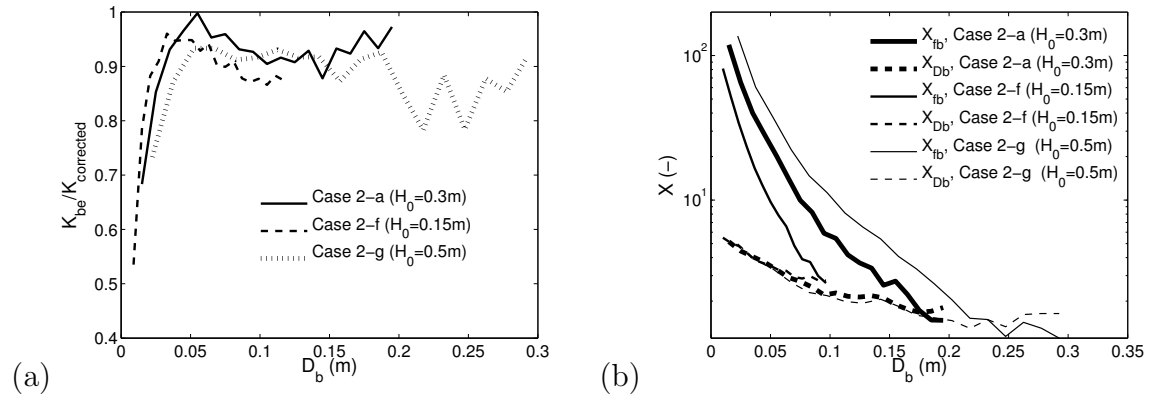 1
0.9
0.8
0.7
0.6
0.5
0.4
K_be/K_corrected
0 0.05 0.1 0.15 0.2 0.25 0.3
D_b (m)
Case 2−a (H_0=0.3m)
Case 2−f (H_0=0.15m)
Case 2−g (H_0=0.5m)
(a)
10^2
10^1
X (−)
0 0.05 0.1 0.15 0.2 0.25 0.3 0.35
D_b (m)
X_fb, Case 2−a (H_0=0.3m)
X_Db, Case 2−a (H_0=0.3m)
X_fb, Case 2−f (H_0=0.15m)
X_Db, Case 2−f (H_0=0.15m)
X_fb, Case 2−g (H_0=0.5m)
X_Db, Case 2−g (H_0=0.5m)
(b)